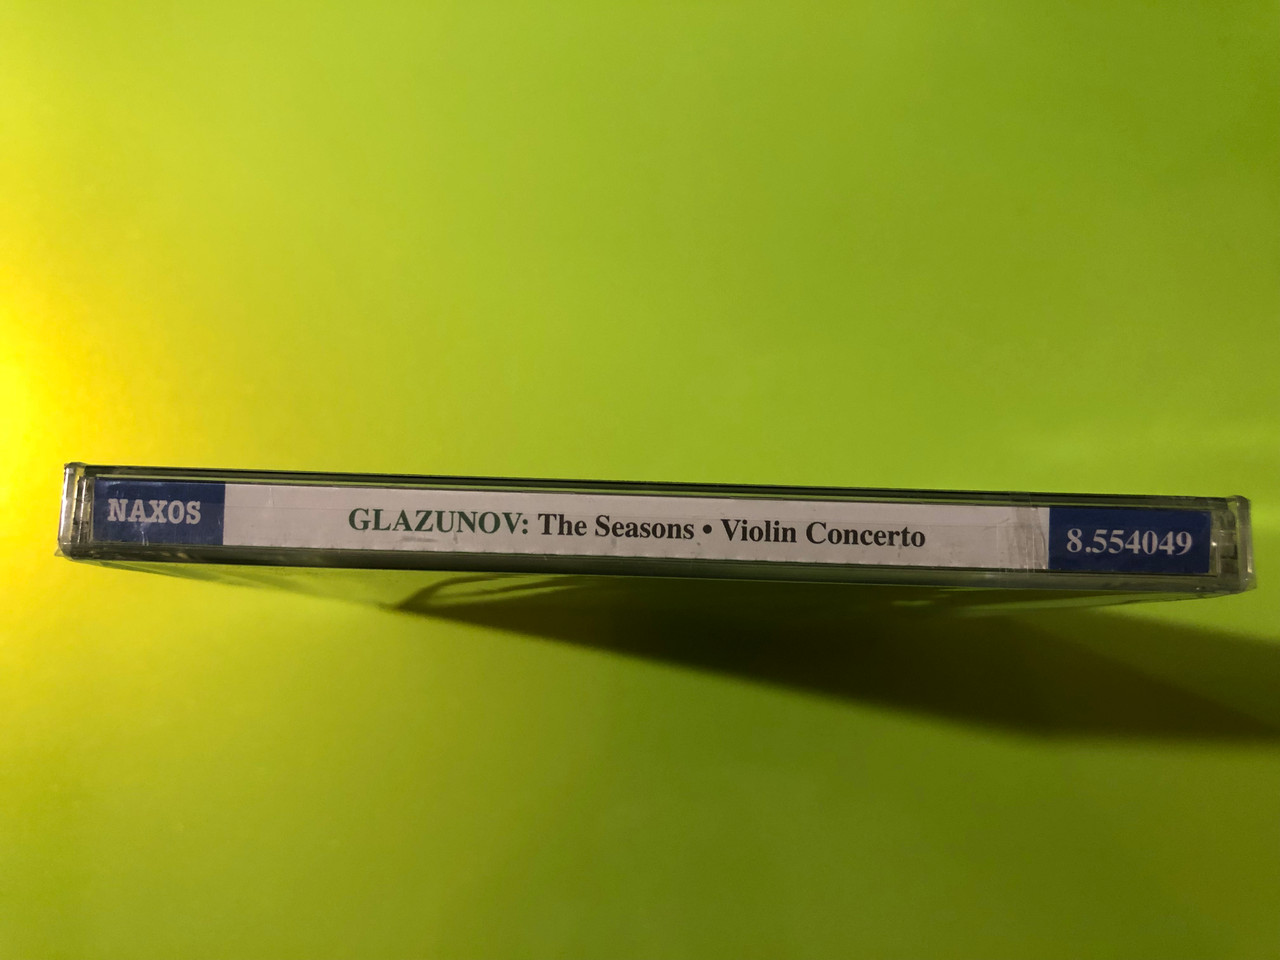 NAXOS GLAZUNOV: The Seasons • Violin Concerto 8.554049